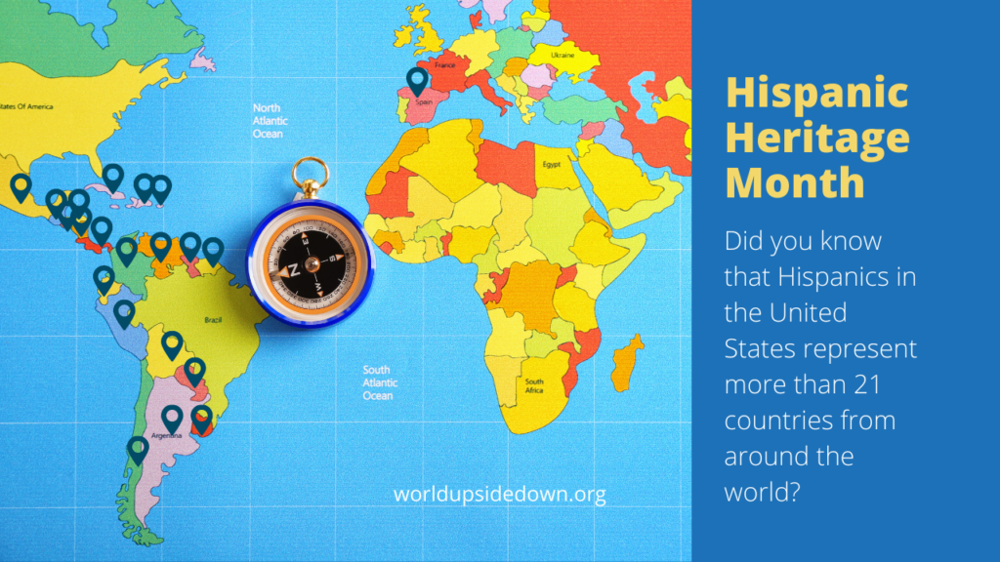 Hispanic
Heritage
Month
Did you know
that Hispanics in
the United
States represent
more than 21
countries from
around the
world?
tates Of America
North
Atlantic
Ocean
France
Spain
Ukraine
Egypt
Brazil
South
Atlantic
Ocean
South
Africa
Argentina
N
E
S
W
worldupsidedown.org